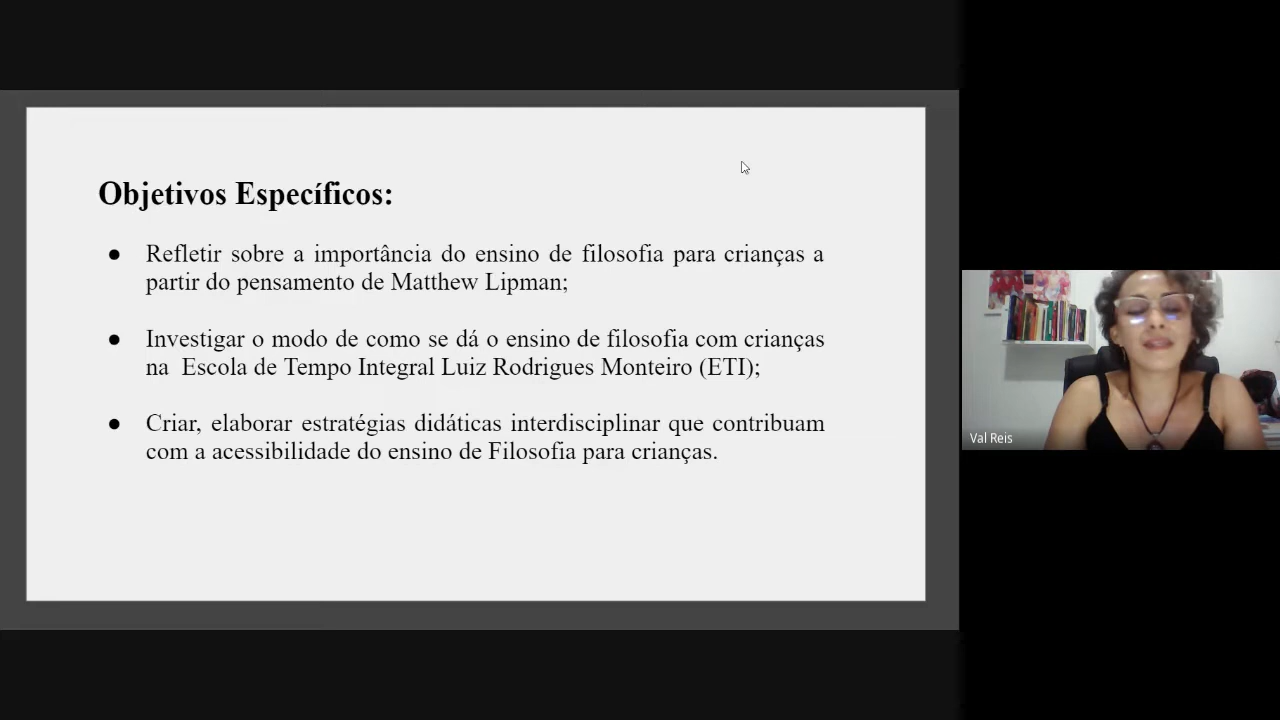 Objetivos Específicos:
● Refletir sobre a importância do ensino de filosofia para crianças a
partir do pensamento de Matthew Lipman;
● Investigar o modo de como se dá o ensino de filosofia com crianças
na Escola de Tempo Integral Luiz Rodrigues Monteiro (ETI);
● Criar, elaborar estratégias didáticas interdisciplinar que contribuam
com a acessibilidade do ensino de Filosofia para crianças.
Val Reis